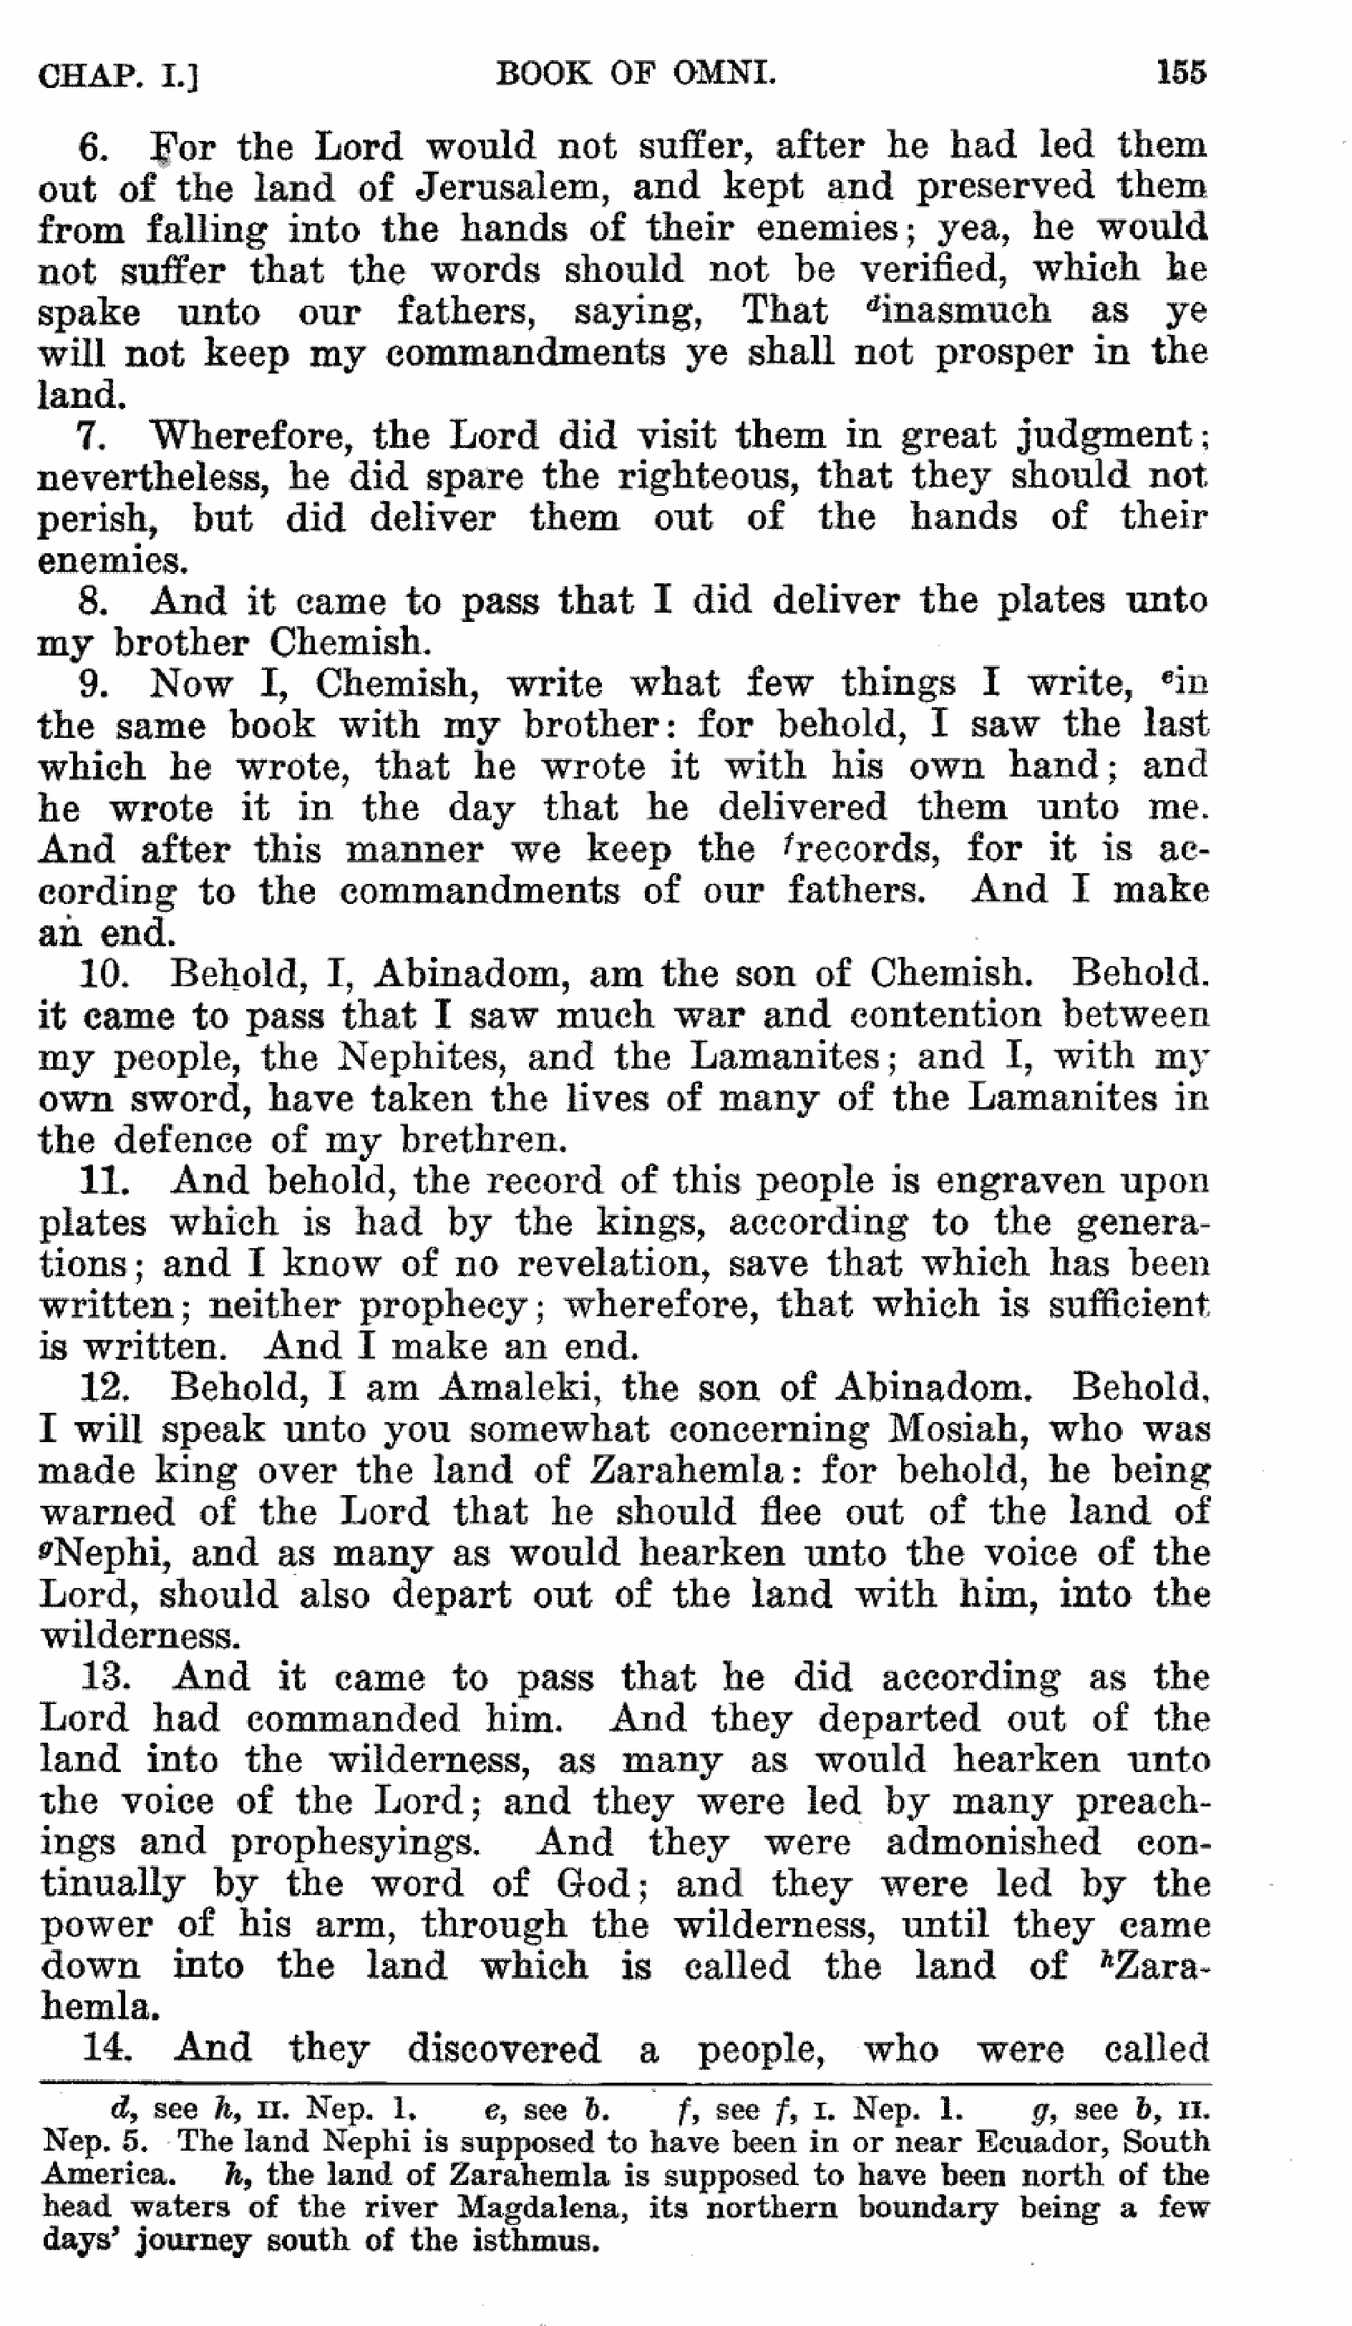 CHAP. I.] BOOK OF OMNI. 155
6. For the Lord would not suffer, after he had led them
out of the land of Jerusalem, and kept and preserved them
from falling into the hands of their enemies; yea, he would
not suffer that the words should not be verified, which he
spake unto our fathers, saying, That dinasmuch as ye
will not keep my commandments ye shall not prosper in the
land.
7. Wherefore, the Lord did visit them in great judgment;
nevertheless, he did spare the righteous, that they should not
perish, but did deliver them out of the hands of their
enemies.
8. And it came to pass that I did deliver the plates unto
my brother Chemish.
9. Now I, Chemish, write what few things I write, ein
the same book with my brother: for behold, I saw the last
which he wrote, that he wrote it with his own hand; and
he wrote it in the day that he delivered them unto me.
And after this manner we keep the frecords, for it is ac-
cording to the commandments of our fathers. And I make
an end.
10. Behold, I, Abinadom, am the son of Chemish. Behold.
it came to pass that I saw much war and contention between
my people, the Nephites, and the Lamanites; and I, with my
own sword, have taken the lives of many of the Lamanites in
the defence of my brethren.
11. And behold, the record of this people is engraven upon
plates which is had by the kings, according to the genera-
tions; and I know of no revelation, save that which has been
written; neither prophecy; wherefore, that which is sufficient
is written. And I make an end.
12. Behold, I am Amaleki, the son of Abinadom. Behold,
I will speak unto you somewhat concerning Mosiah, who was
made king over the land of Zarahemla: for behold, he being
warned of the Lord that he should flee out of the land of
gNephi, and as many as would hearken unto the voice of the
Lord, should also depart out of the land with him, into the
wilderness.
13. And it came to pass that he did according as the
Lord had commanded him. And they departed out of the
land into the wilderness, as many as would hearken unto
the voice of the Lord; and they were led by many preach-
ings and prophesyings. And they were admonished con-
tinually by the word of God; and they were led by the
power of his arm, through the wilderness, until they came
down into the land which is called the land of hZara-
hemla.
14. And they discovered a people, who were called
d, see h, II. Nep. 1. e, see b. f, see f, I. Nep. 1. g, see b, II.
Nep. 5. The land Nephi is supposed to have been in or near Ecuador, South
America. h, the land of Zarahemla is supposed to have been north of the
head waters of the river Magdalena, its northern boundary being a few
days' journey south of the isthmus.